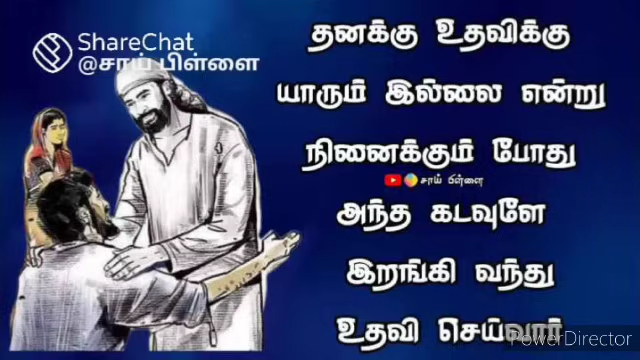 ShareChat
@சாய் பிள்ளை
தனக்கு உதவிக்கு
யாரும் இல்லை என்று
நினைக்கும் போது
சாய் பிள்ளை
அந்த கடவுளே
இறங்கி வந்து
உதவி செய்வார்
PowerDirector